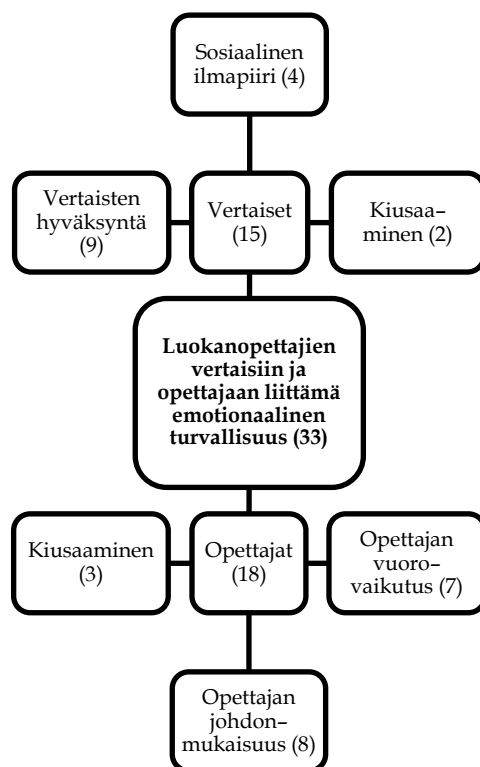 Sosiaalinen
ilmapiiri (4)
Vertaisten
hyväksyntä
(9)
Vertaiset
(15)
Kiusaa–
minen (2)
Luokanopettajien
vertaisiin ja
opettajaan liittämä
emotionaalinen
turvallisuus (33)
Kiusaaminen
(3)
Opettajat
(18)
Opettajan
vuoro–
vaikutus (7)
Opettajan
johdon–
mukaisuus (8)